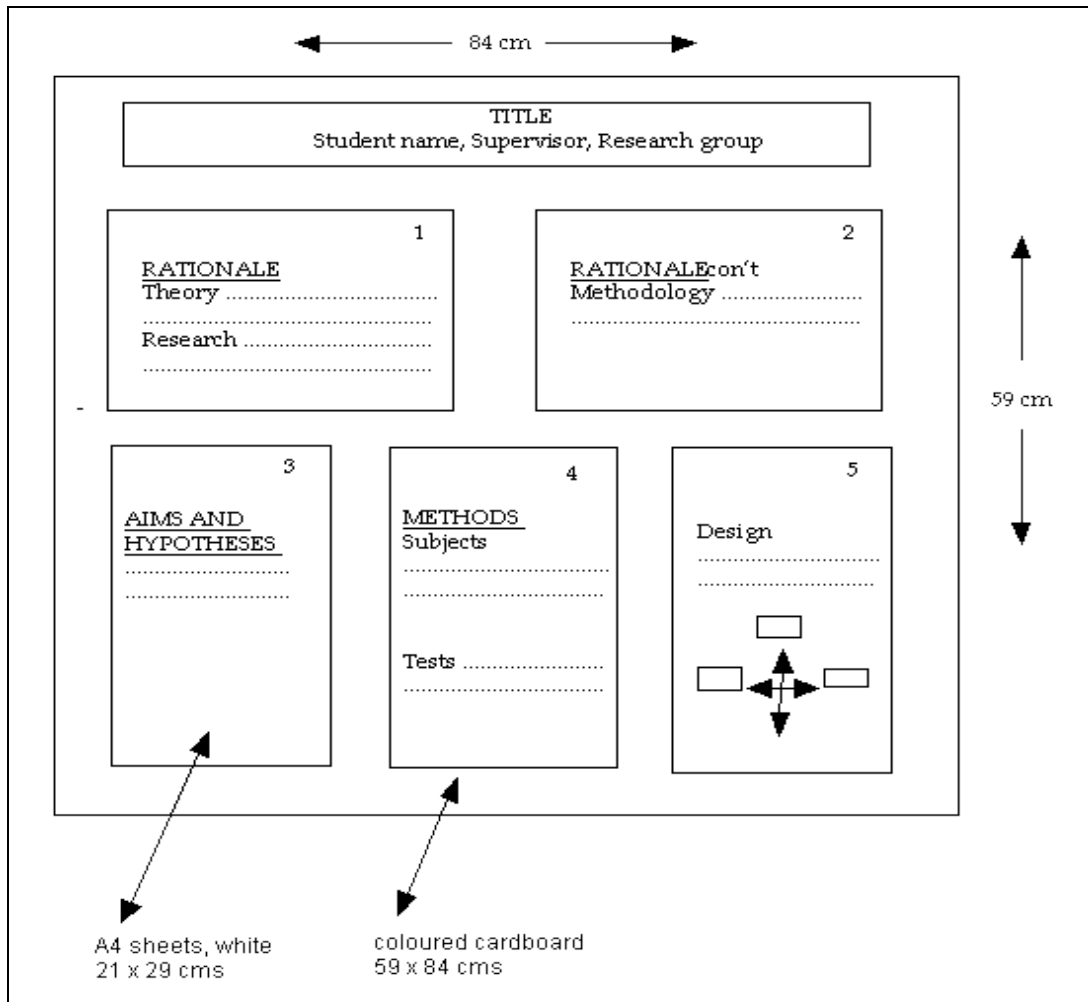 84 cm
TITLE
Student name, Supervisor, Research group
1
RATIONALE
Theory ......................................
....................................................
Research ..................................
....................................................
2
RATIONALEcon't
Methodology .........................
....................................................
59 cm
3
AIMS AND
HYPOTHESES
..............................
..............................
4
METHODS
Subjects
.....................................
....................................
Tests .........................
....................................
5
Design
.................................
................................
A4 sheets, white
21 x 29 cms
coloured cardboard
59 x 84 cms